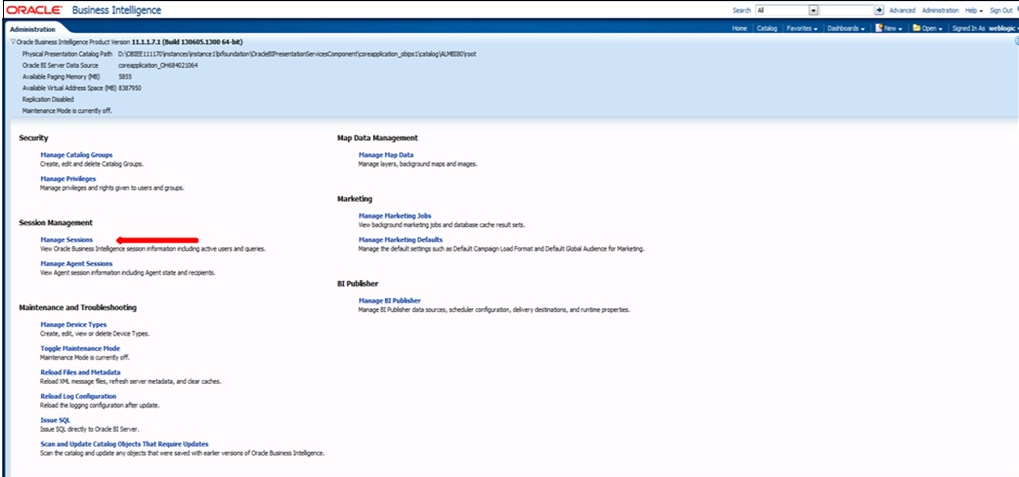 ORACLE Business Intelligence
Search All Advanced Administration Help Sign Out
Administration
Home Catalog Favorites Dashboards New Open Signed In As weblogic
Oracle Business Intelligence Product Version 11.1.1.7.1 (Build 130605.1300 64-bit)
Physical Presentation Catalog Path
Oracle BI Server Data Source coreapplication_OH684021064
Available Paging Memory (MB) 5855
Available Virtual Address Space (MB) 8387950
Replication Disabled
Maintenance Mode is currently off.
Security
Manage Catalog Groups
Create, edit and delete Catalog Groups.
Manage Privileges
Manage privileges and rights given to users and groups.
Session Management
Manage Sessions
View Oracle Business Intelligence session information including active users and queries.
Manage Agent Sessions
View Agent session information including Agent state and recipients.
Maintenance and Troubleshooting
Manage Device Types
Create, edit, view or delete Device Types.
Toggle Maintenance Mode
Maintenance Mode is currently off.
Reload Files and Metadata
Reload XML message files, refresh server metadata, and clear caches.
Reload Log Configuration
Reload the logging configuration after update.
Issue SQL
Issue SQL directly to Oracle BI Server.
Scan and Update Catalog Objects That Require Updates
Scan the catalog and update any objects that were saved with earlier versions of Oracle Business Intelligence.
Map Data Management
Manage Map Data
Manage layers, background maps and images.
Marketing
Manage Marketing Jobs
View background marketing jobs and database cache result sets.
Manage Marketing Defaults
Manage the default settings such as Default Campaign Load Format and Default Global Audience for Marketing.
BI Publisher
Manage BI Publisher
Manage BI Publisher data sources, scheduler configuration, delivery destinations, and runtime properties.